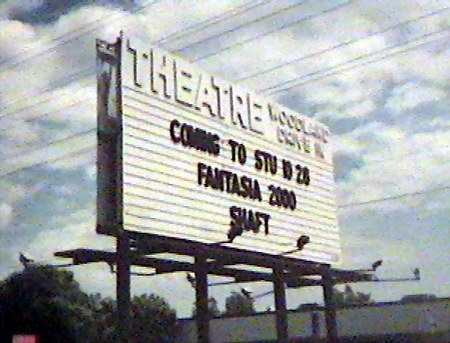 THEATRE WOODLAND
DRIVE IN
COMING TO STU 10 28
FANTASIA 2000
SHAFT